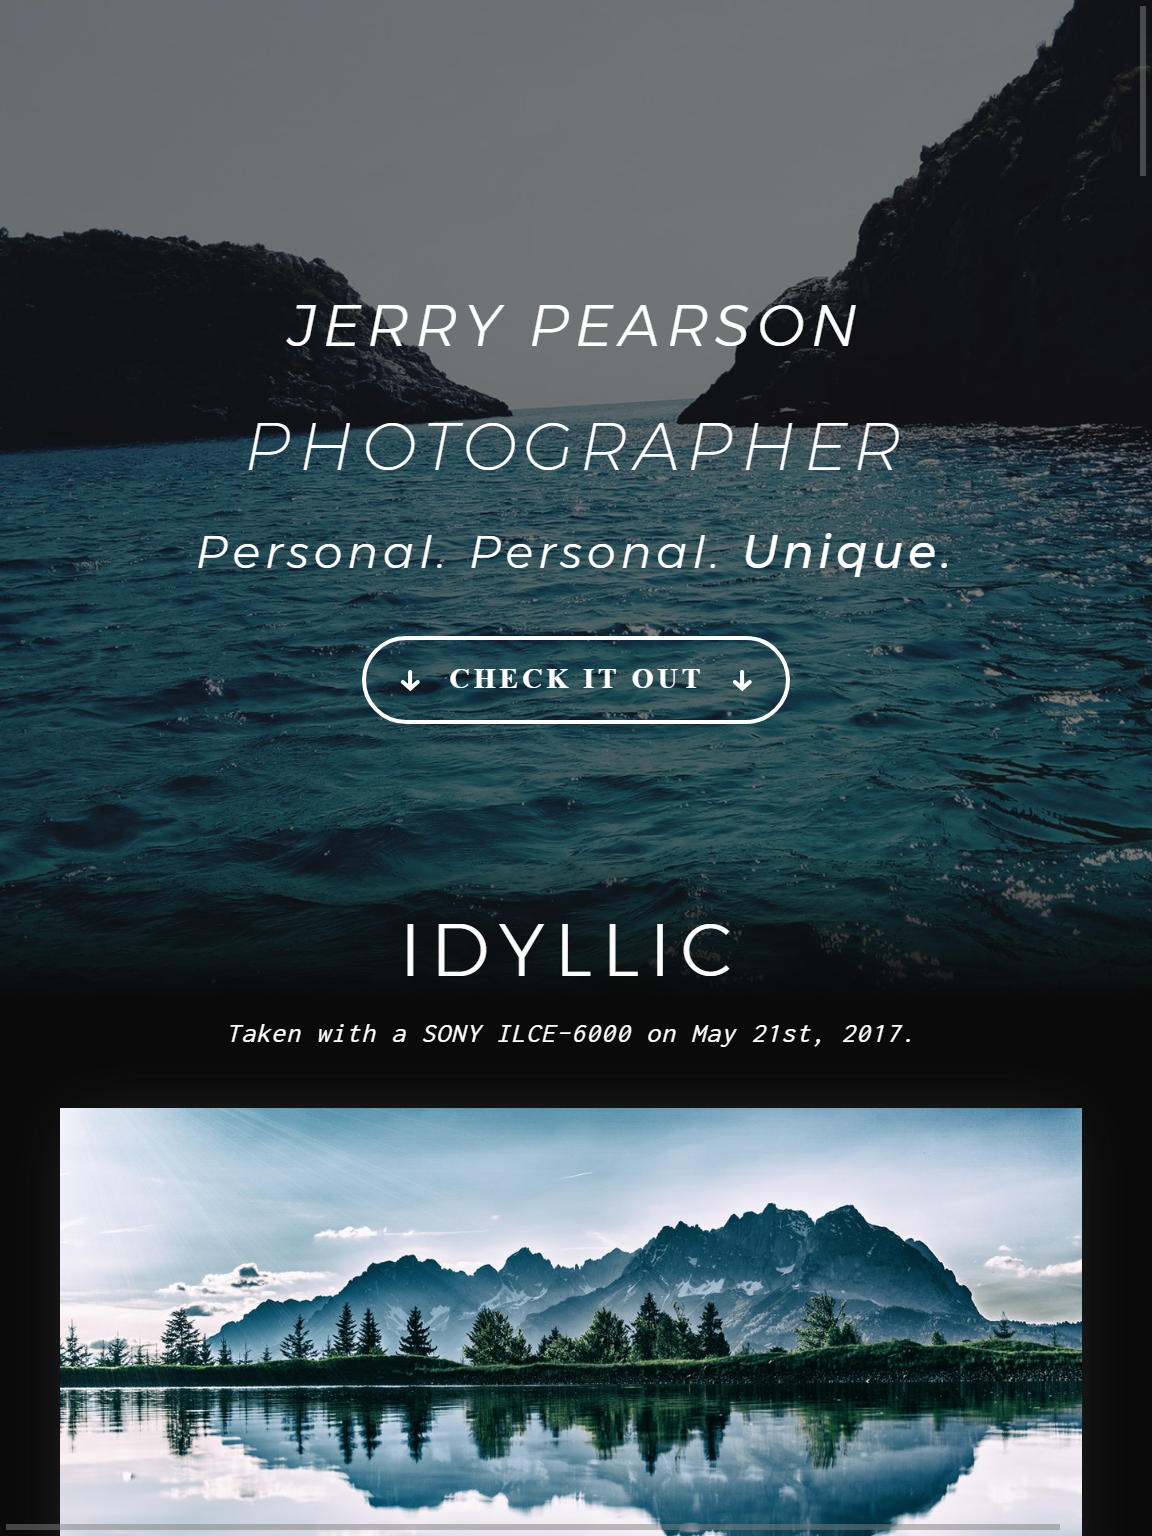 JERRY PEARSON
PHOTOGRAPHER
Personal. Personal. Unique.
CHECK IT OUT
IDYLLIC
Taken with a SONY ILCE-6000 on May 21st, 2017.